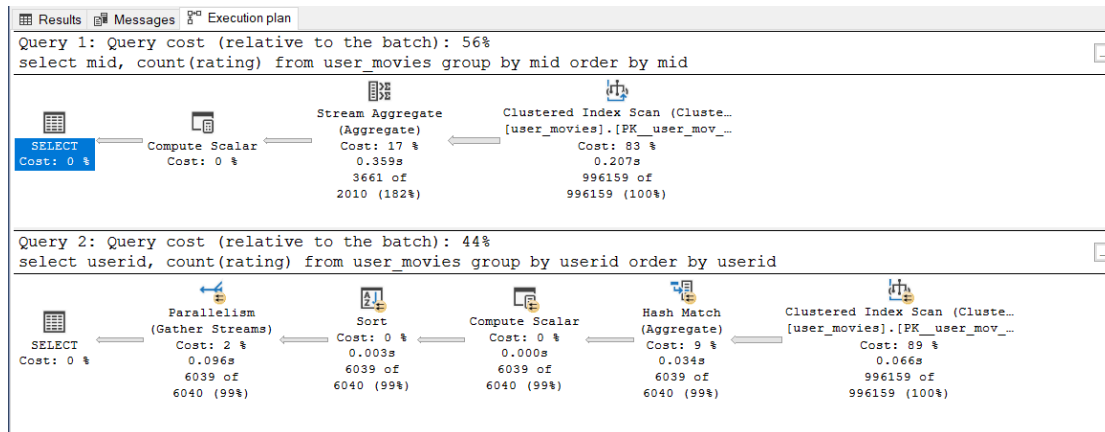 Results Messages Execution plan
Query 1: Query cost (relative to the batch): 56%
select mid, count(rating) from user_movies group by mid order by mid
SELECT
Cost: 0 %
Compute Scalar
Cost: 0 %
Stream Aggregate
(Aggregate)
Cost: 17 %
0.359s
3661 of
2010 (182%)
Clustered Index Scan (Cluste…
[user_movies].[PK__user_mov_…
Cost: 83 %
0.207s
996159 of
996159 (100%)
Query 2: Query cost (relative to the batch): 44%
select userid, count(rating) from user_movies group by userid order by userid
SELECT
Cost: 0 %
Parallelism
(Gather Streams)
Cost: 2 %
0.096s
6039 of
6040 (99%)
Sort
Cost: 0 %
0.003s
6039 of
6040 (99%)
Compute Scalar
Cost: 0 %
0.000s
6039 of
6040 (99%)
Hash Match
(Aggregate)
Cost: 9 %
0.034s
6039 of
6040 (99%)
Clustered Index Scan (Cluste…
[user_movies].[PK__user_mov_…
Cost: 89 %
0.066s
996159 of
996159 (100%)